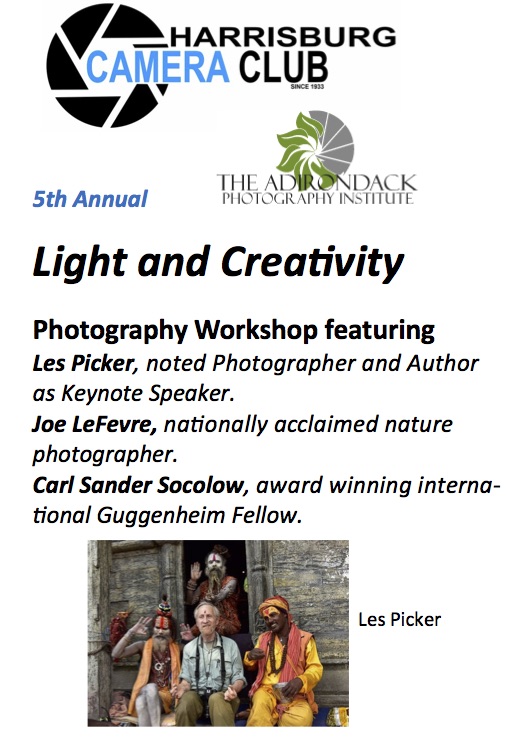 HARRISBURG
CAMERA CLUB
SINCE 1933
THE ADIRONDACK
PHOTOGRAPHY INSTITUTE
5th Annual
Light and Creativity
Photography Workshop featuring
Les Picker, noted Photographer and Author
as Keynote Speaker.
Joe LeFevre, nationally acclaimed nature
photographer.
Carl Sander Socolow, award winning interna-
tional Guggenheim Fellow.
Les Picker